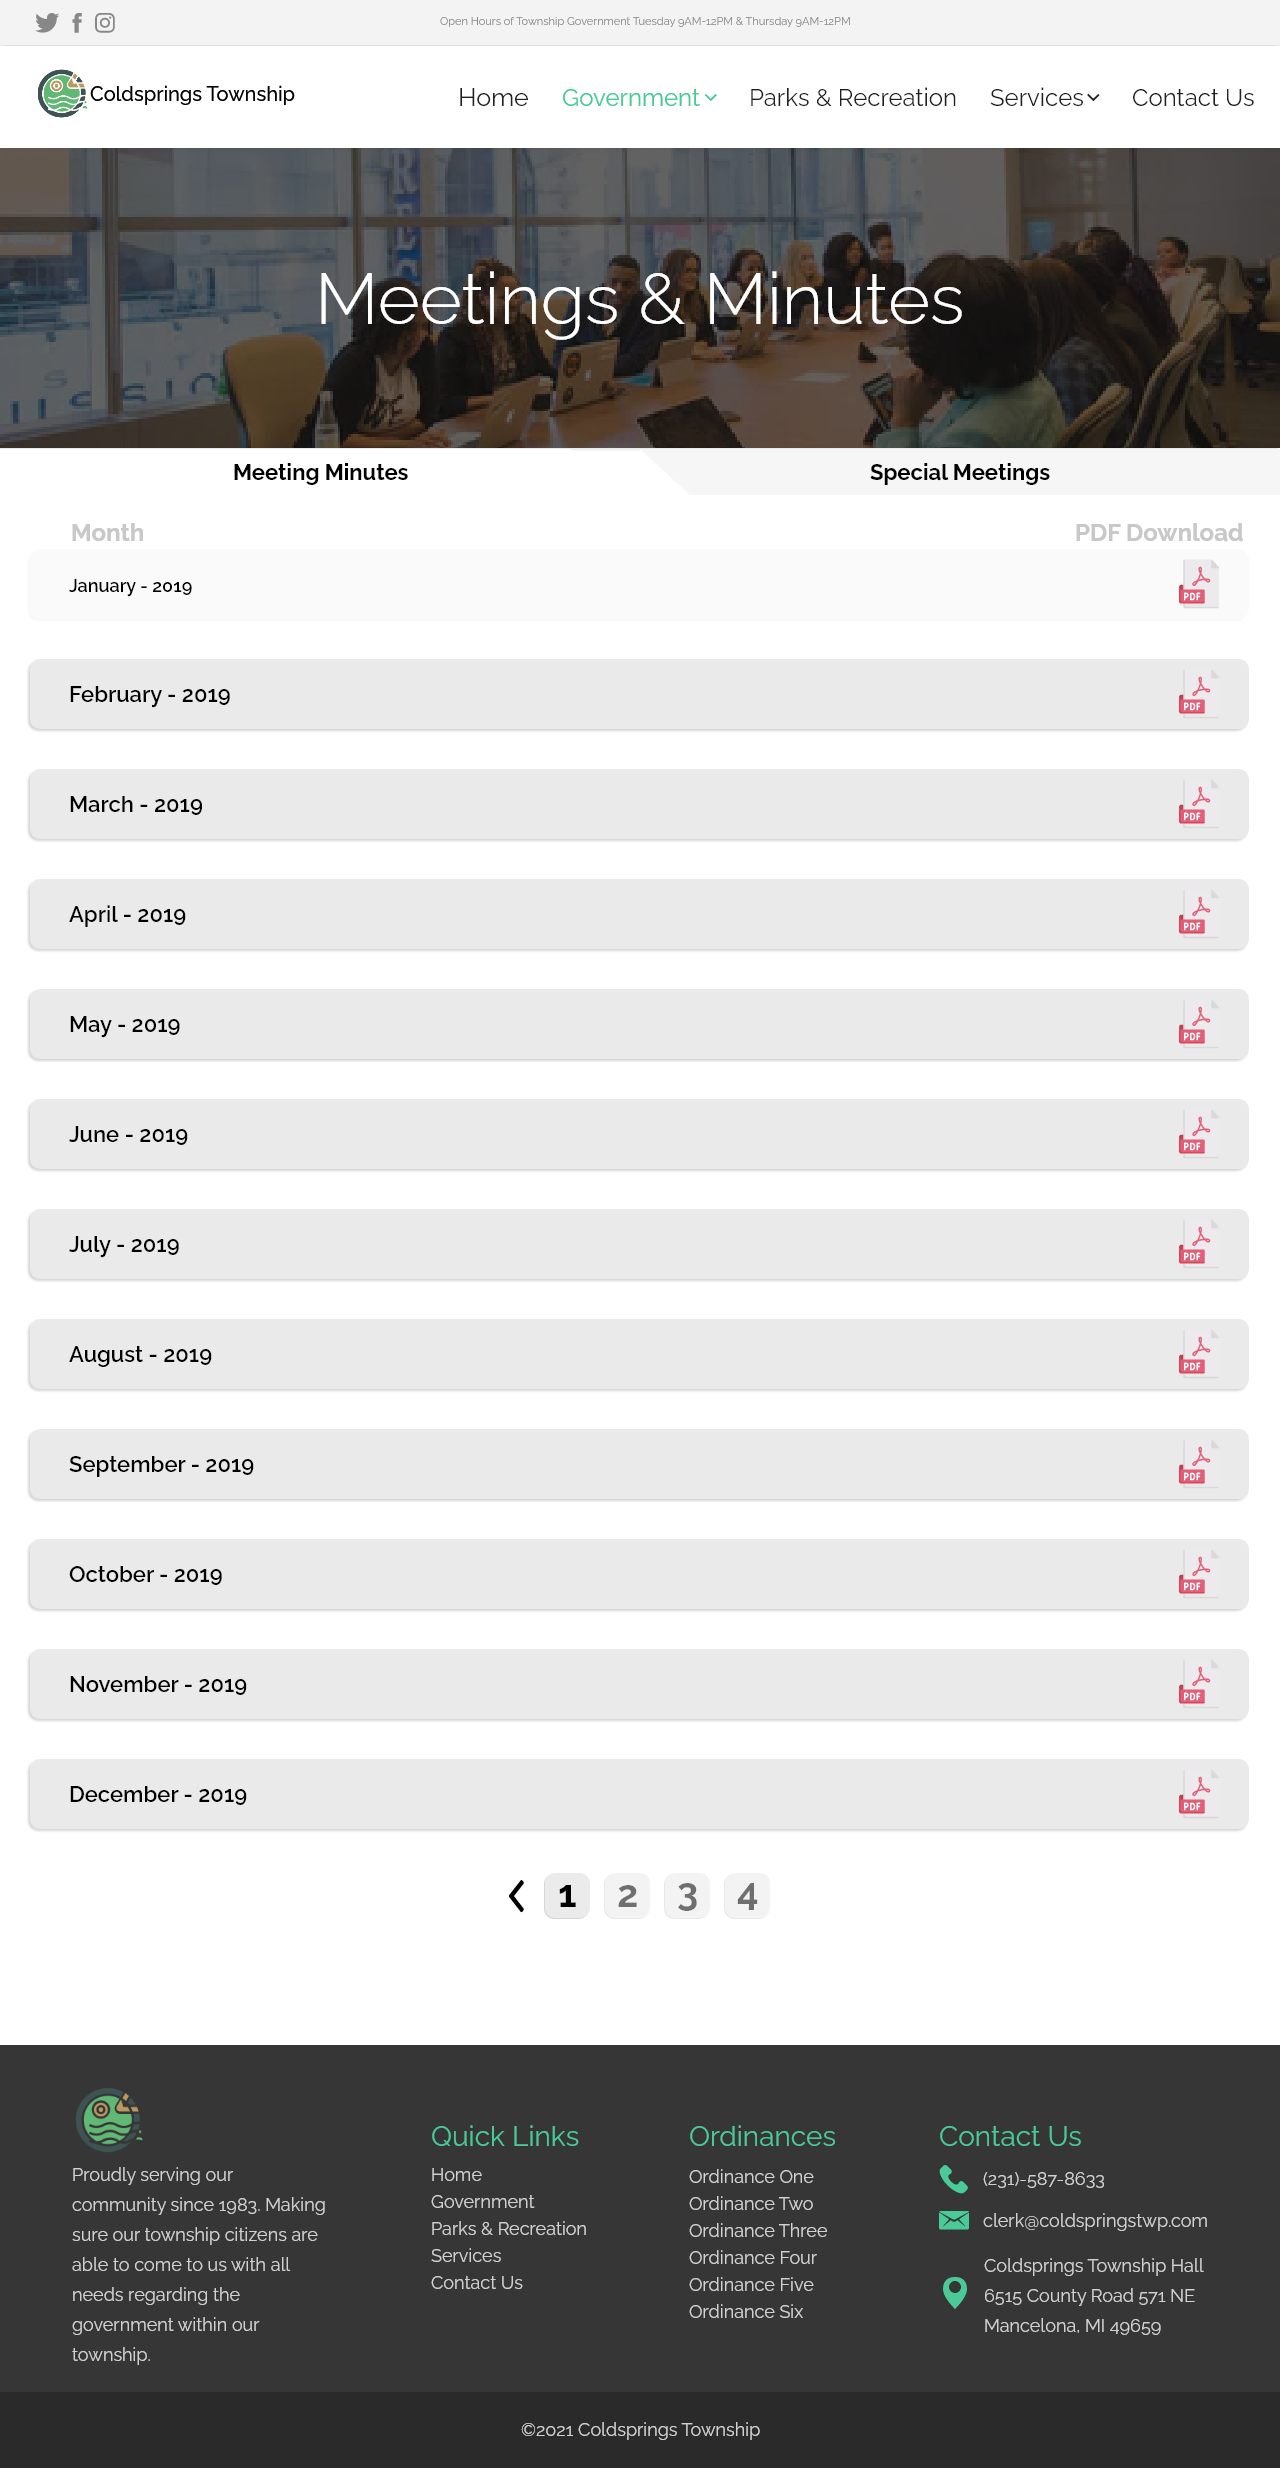 Open Hours of Township Government Tuesday 9AM-12PM & Thursday 9AM-12PM
Coldsprings Township
Home
Government
Parks & Recreation
Services
Contact Us
Meetings & Minutes
Meeting Minutes
Special Meetings
Month
PDF Download
January - 2019
PDF
February - 2019
PDF
March - 2019
PDF
April - 2019
PDF
May - 2019
PDF
June - 2019
PDF
July - 2019
PDF
August - 2019
PDF
September - 2019
PDF
October - 2019
PDF
November - 2019
PDF
December - 2019
PDF
1
2
3
4
Proudly serving our
community since 1983. Making
sure our township citizens are
able to come to us with all
needs regarding the
government within our
township.
Quick Links
Home
Government
Parks & Recreation
Services
Contact Us
Ordinances
Ordinance One
Ordinance Two
Ordinance Three
Ordinance Four
Ordinance Five
Ordinance Six
Contact Us
(231)-587-8633
clerk@coldspringstwp.com
Coldsprings Township Hall
6515 County Road 571 NE
Mancelona, MI 49659
©2021 Coldsprings Township